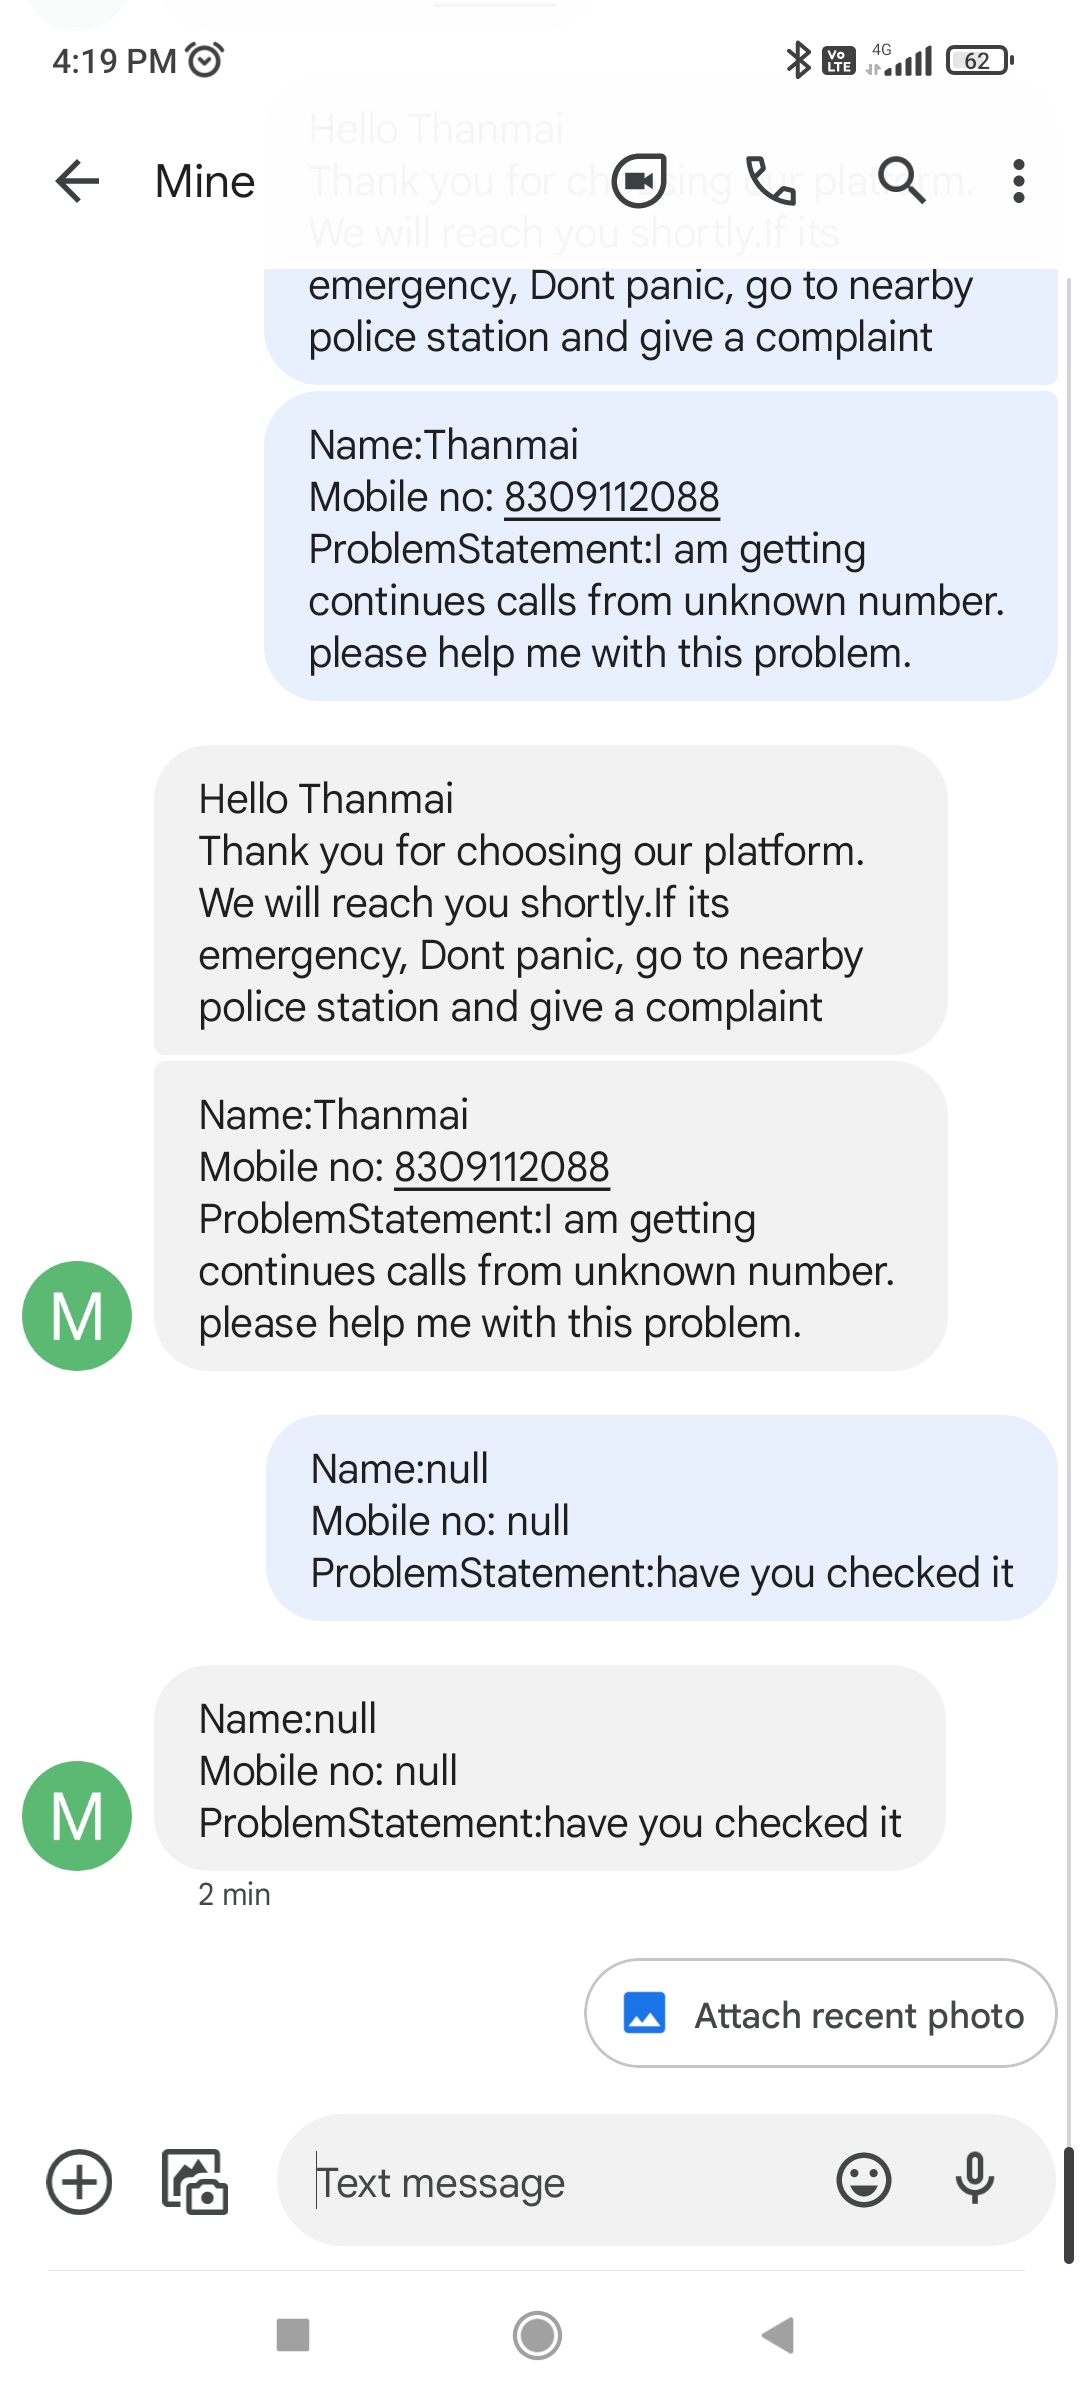 4:19 PM
Vo LTE 4G 62
Mine
Hello Thanmai
Thank you for choosing our platform.
We will reach you shortly.If its
emergency, Dont panic, go to nearby
police station and give a complaint
Name:Thanmai
Mobile no: 8309112088
ProblemStatement:I am getting
continues calls from unknown number.
please help me with this problem.
Hello Thanmai
Thank you for choosing our platform.
We will reach you shortly.If its
emergency, Dont panic, go to nearby
police station and give a complaint
Name:Thanmai
Mobile no: 8309112088
ProblemStatement:I am getting
continues calls from unknown number.
please help me with this problem.
M
Name:null
Mobile no: null
ProblemStatement:have you checked it
Name:null
Mobile no: null
ProblemStatement:have you checked it
M
2 min
Attach recent photo
Text message